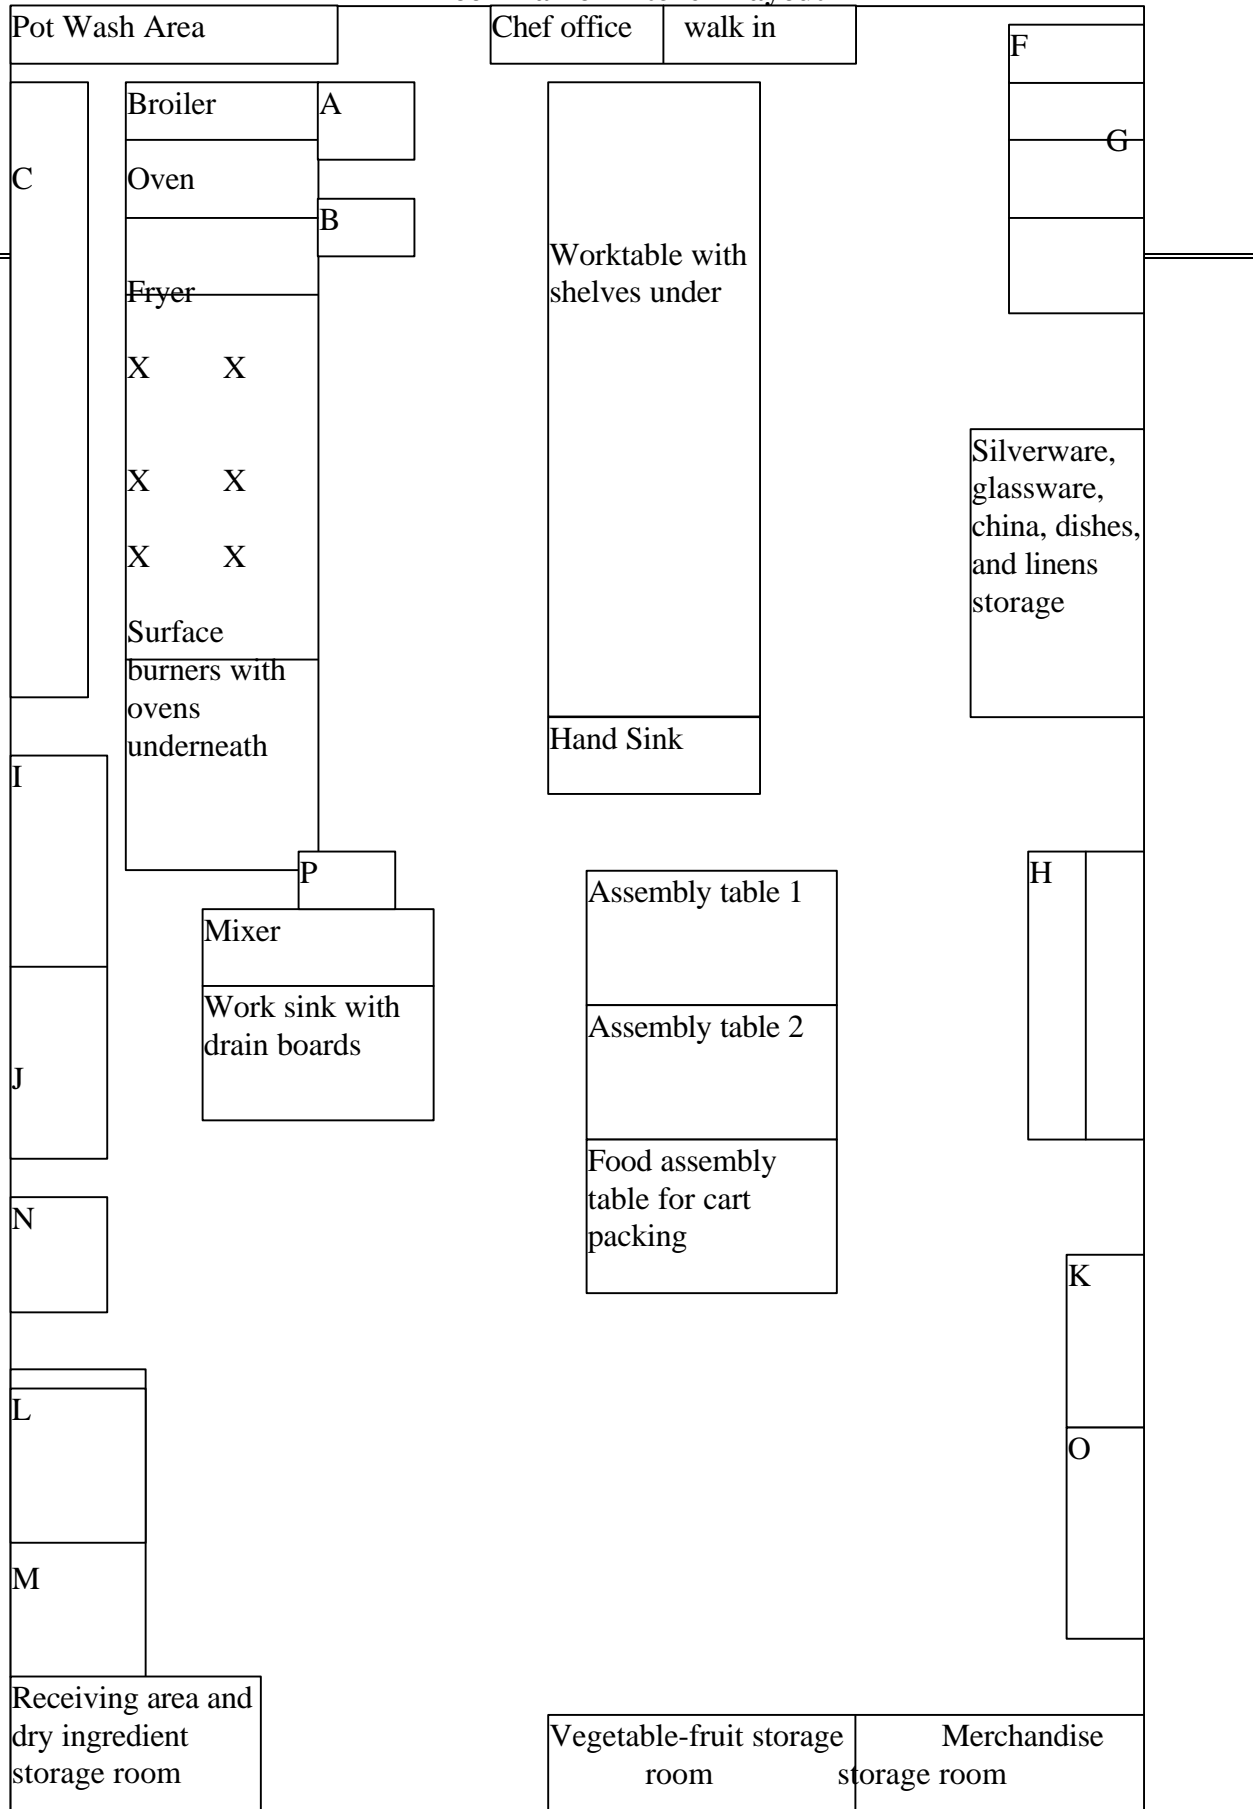 Pot Wash Area
Chef office
walk in
F
Broiler
A
G
C
Oven
B
Worktable with
shelves under
Fryer
X X
X X
X X
Silverware,
glassware,
china, dishes,
and linens
storage
Surface
burners with
ovens
underneath
Hand Sink
I
P
H
Assembly table 1
Mixer
Work sink with
drain boards
Assembly table 2
J
Food assembly
table for cart
packing
N
K
L
O
M
Receiving area and
dry ingredient
storage room
Vegetable-fruit storage
room
Merchandise
storage room